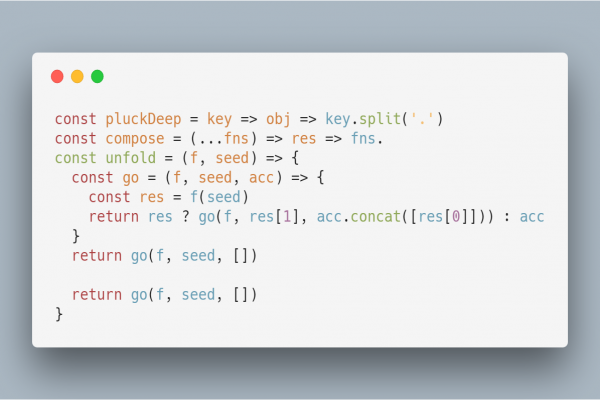 const pluckDeep = key => obj => key.split('.')
const compose = (...fns) => res => fns.
const unfold = (f, seed) => {
  const go = (f, seed, acc) => {
    const res = f(seed)
    return res ? go(f, res[1], acc.concat([res[0]])) : acc
  }
  return go(f, seed, [])
  return go(f, seed, [])
}